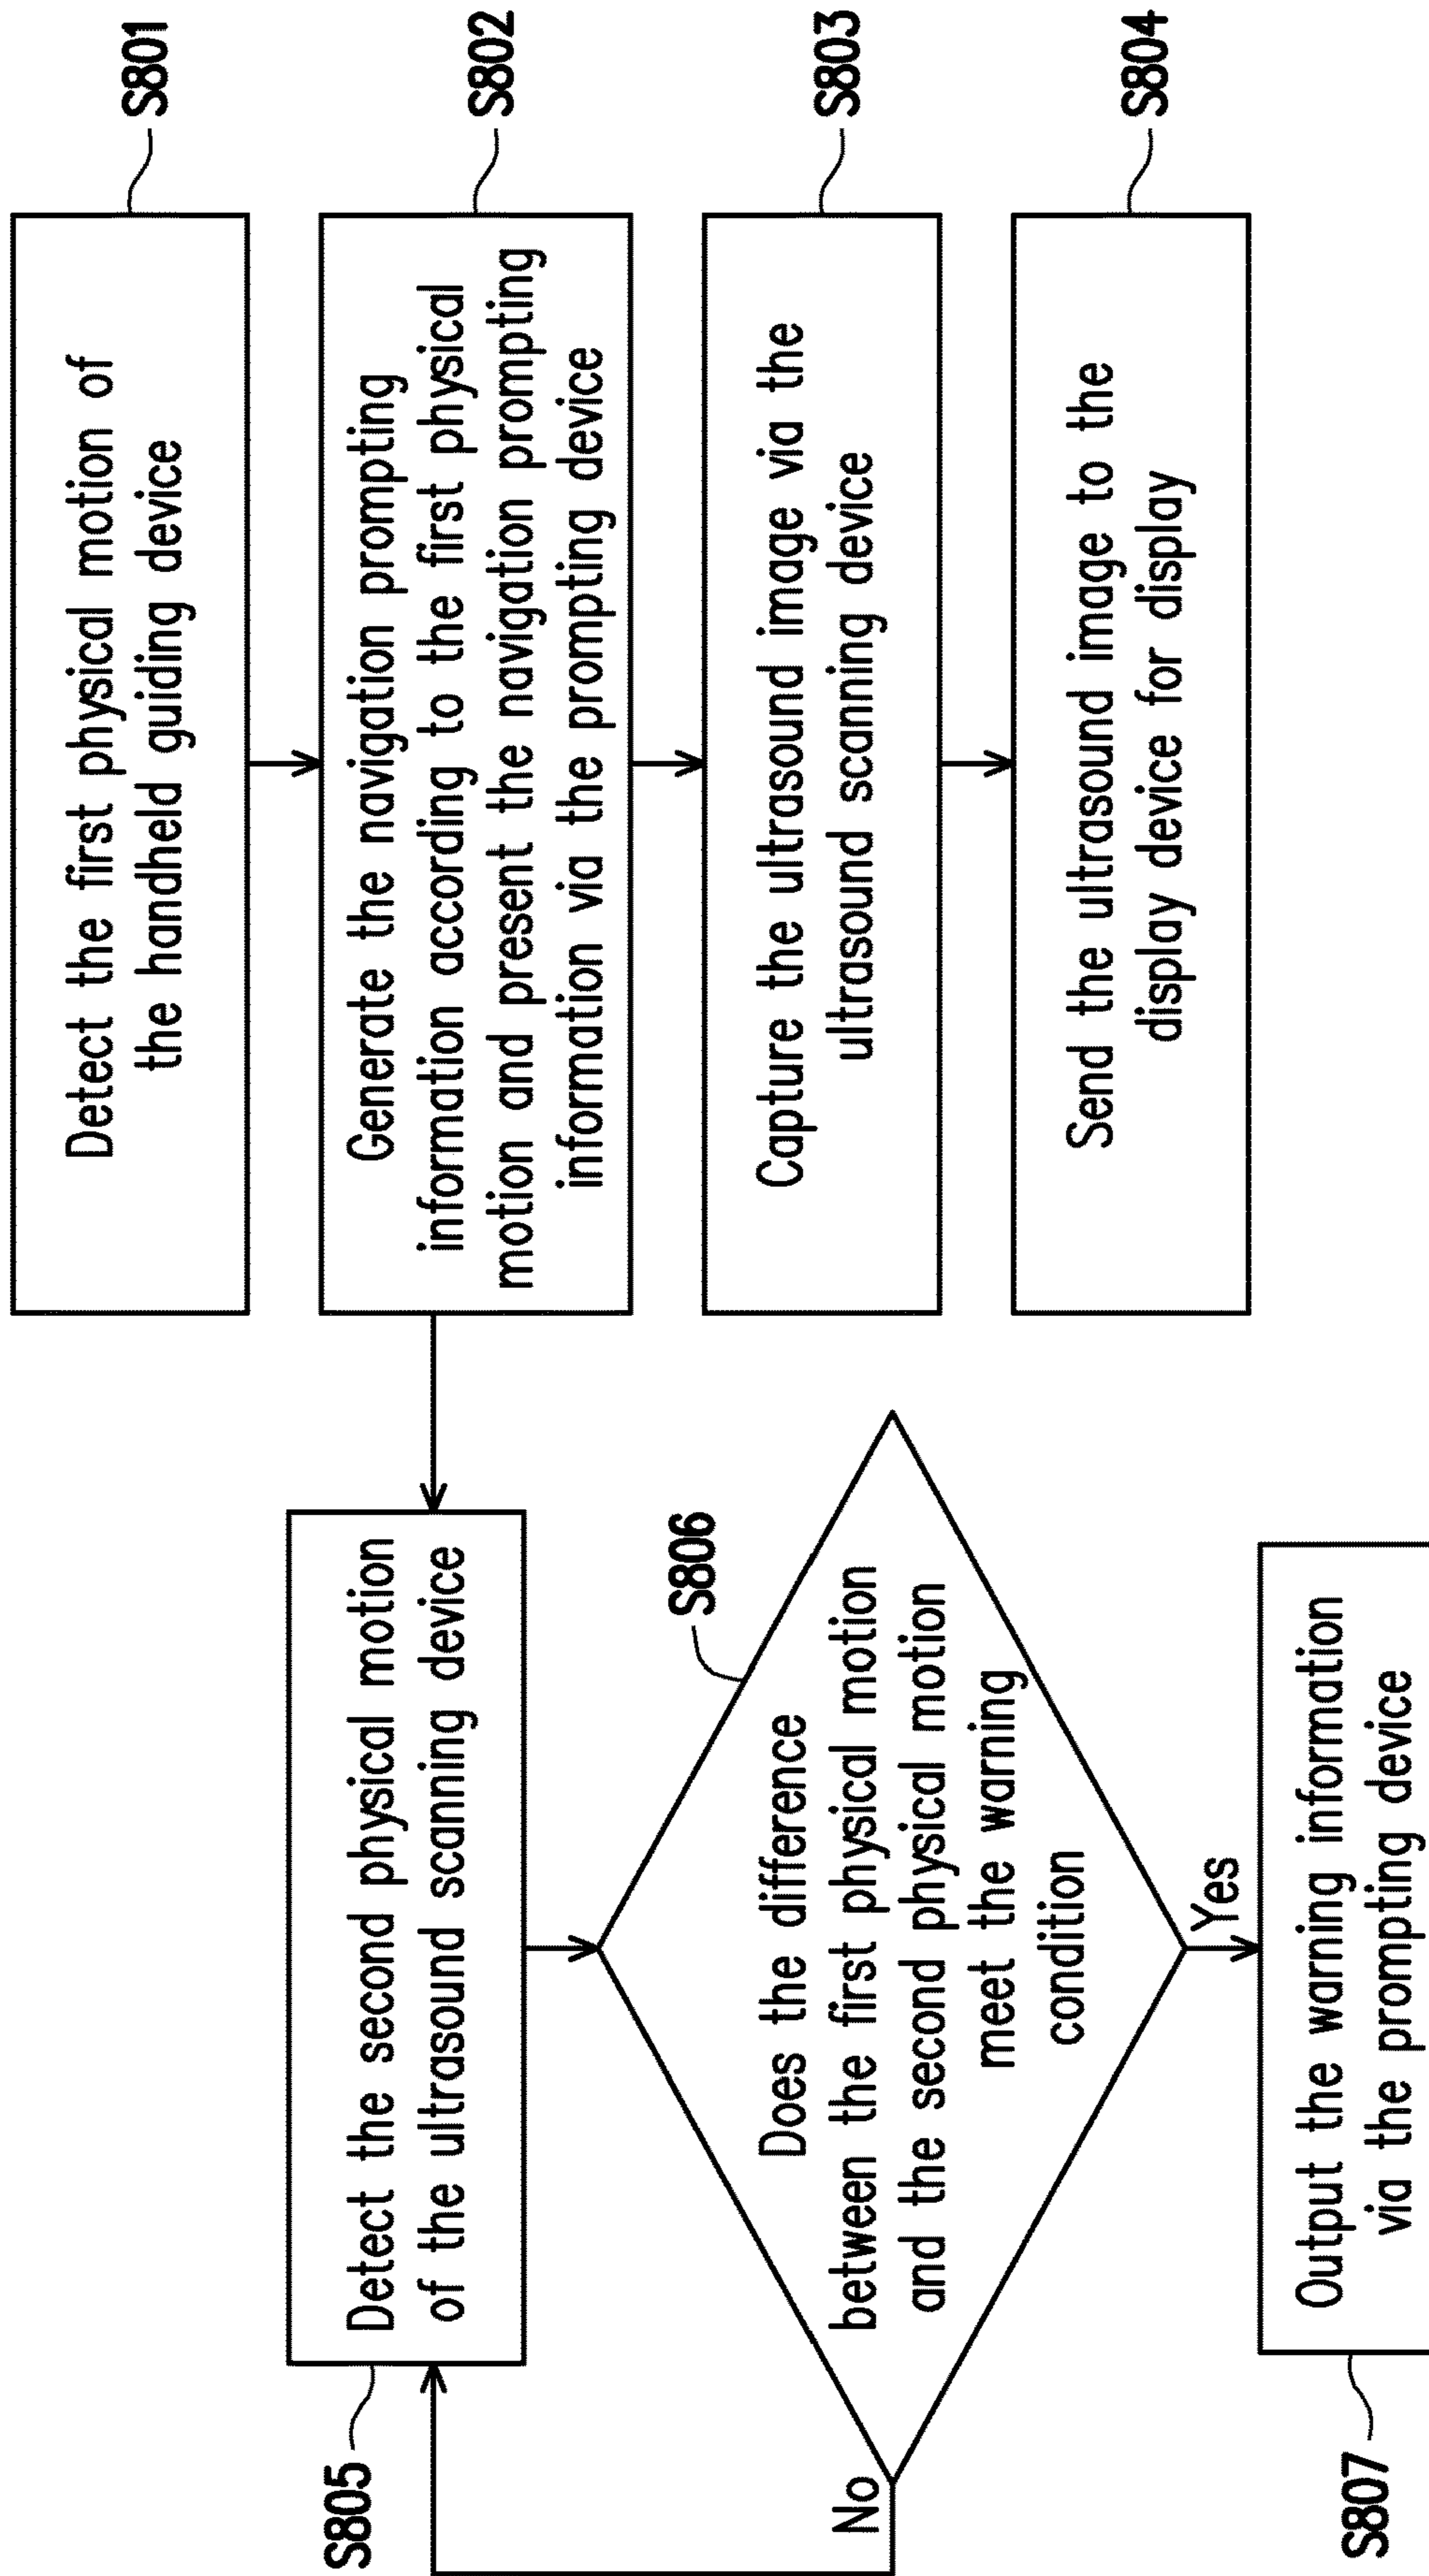 Detect the first physical motion of
the handheld guiding device
S801
Generate the navigation prompting
information according to the first physical
motion and present the navigation prompting
information via the prompting device
S802
Capture the ultrasound image via the
ultrasound scanning device
S803
Send the ultrasound image to the
display device for display
S804
S805
Detect the second physical motion
of the ultrasound scanning device
S806
Does the difference
between the first physical motion
and the second physical motion
meet the warning
condition
No
Yes
S807
Output the warning information
via the prompting device